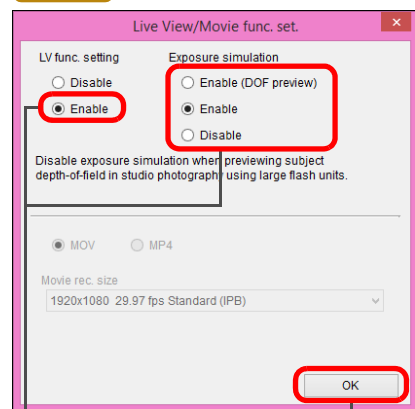 Live View/Movie func. set.
×
LV func. setting
Exposure simulation
Disable
Enable (DOF preview)
Enable
Enable
Disable
Disable exposure simulation when previewing subject
depth-of-field in studio photography using large flash units.
MOV
MP4
Movie rec. size
1920x1080 29.97 fps Standard (IPB)
OK